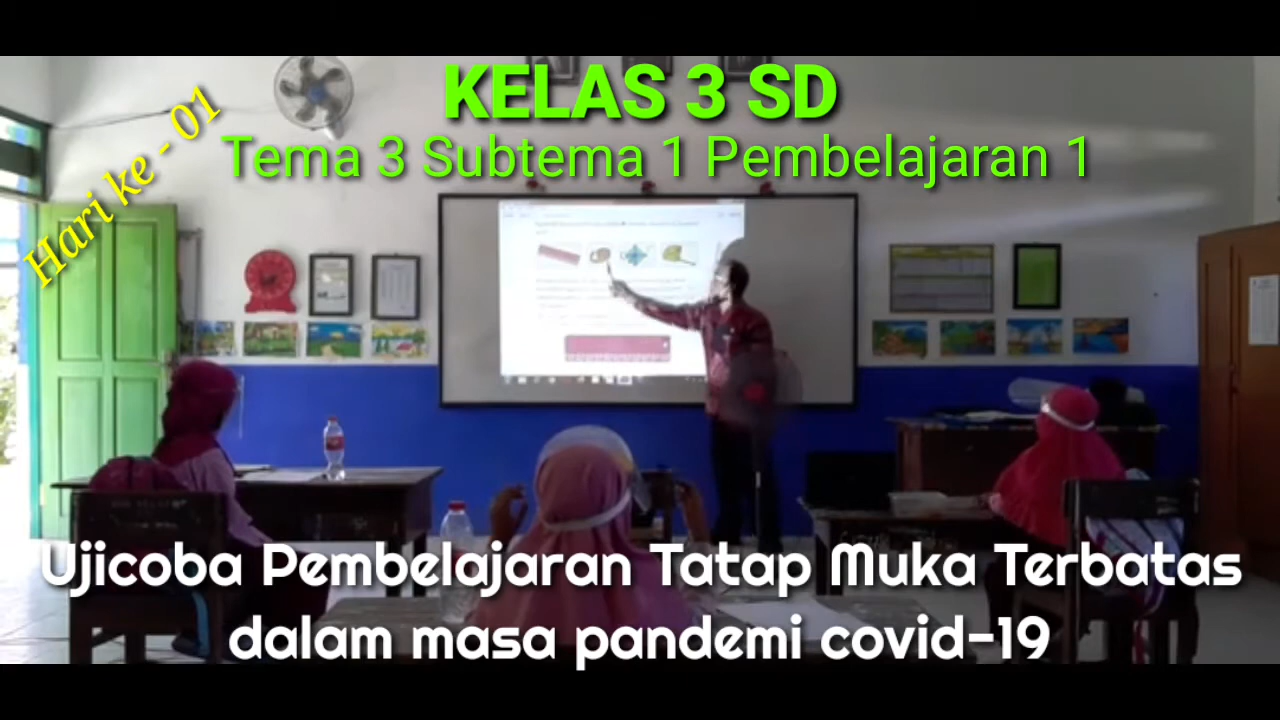 KELAS 3 SD
Tema 3 Subtema 1 Pembelajaran 1
Hari ke - 01
Ujicoba Pembelajaran Tatap Muka Terbatas
dalam masa pandemi covid-19